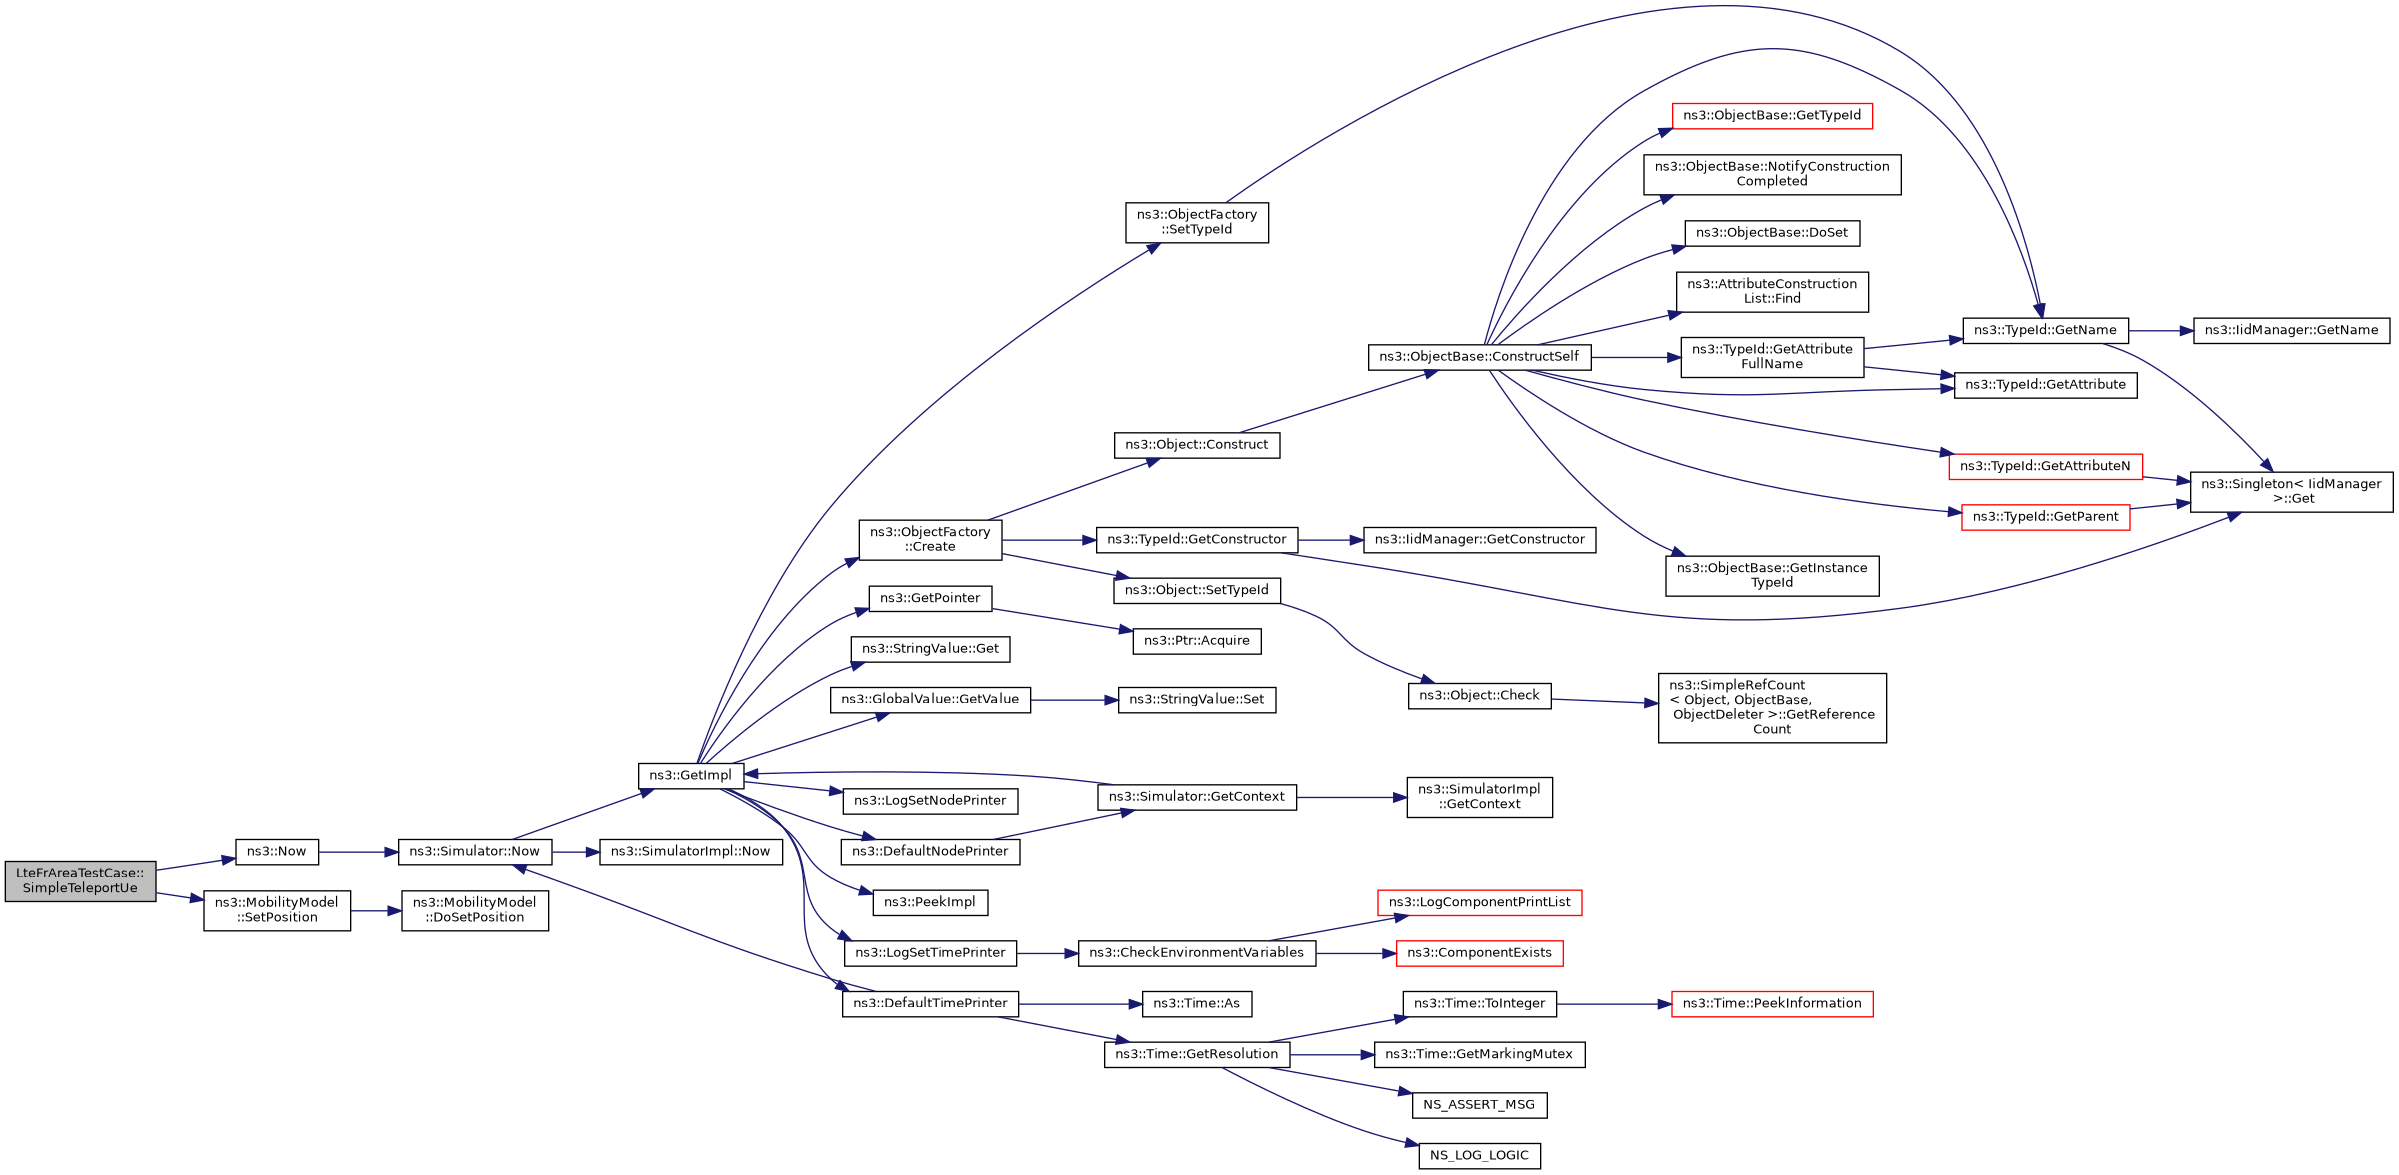 LteFrAreaTestCase::
SimpleTeleportUe
ns3::Now
ns3::MobilityModel
::SetPosition
ns3::Simulator::Now
ns3::MobilityModel
::DoSetPosition
ns3::GetImpl
ns3::SimulatorImpl::Now
ns3::ObjectFactory
::SetTypeId
ns3::ObjectFactory
::Create
ns3::GetPointer
ns3::StringValue::Get
ns3::GlobalValue::GetValue
ns3::LogSetNodePrinter
ns3::DefaultNodePrinter
ns3::PeekImpl
ns3::LogSetTimePrinter
ns3::DefaultTimePrinter
ns3::Object::Construct
ns3::TypeId::GetConstructor
ns3::Object::SetTypeId
ns3::Ptr::Acquire
ns3::StringValue::Set
ns3::Simulator::GetContext
ns3::CheckEnvironmentVariables
ns3::Time::As
ns3::Time::GetResolution
ns3::ObjectBase::ConstructSelf
ns3::IidManager::GetConstructor
ns3::Object::Check
ns3::SimulatorImpl
::GetContext
ns3::LogComponentPrintList
ns3::ComponentExists
ns3::Time::ToInteger
ns3::Time::GetMarkingMutex
NS_ASSERT_MSG
NS_LOG_LOGIC
ns3::ObjectBase::GetTypeId
ns3::ObjectBase::NotifyConstruction
Completed
ns3::ObjectBase::DoSet
ns3::AttributeConstruction
List::Find
ns3::TypeId::GetAttribute
FullName
ns3::ObjectBase::GetInstance
TypeId
ns3::SimpleRefCount
< Object, ObjectBase,
ObjectDeleter >::GetReference
Count
ns3::Time::PeekInformation
ns3::TypeId::GetName
ns3::TypeId::GetAttribute
ns3::TypeId::GetAttributeN
ns3::TypeId::GetParent
ns3::IidManager::GetName
ns3::Singleton< IidManager
>::Get